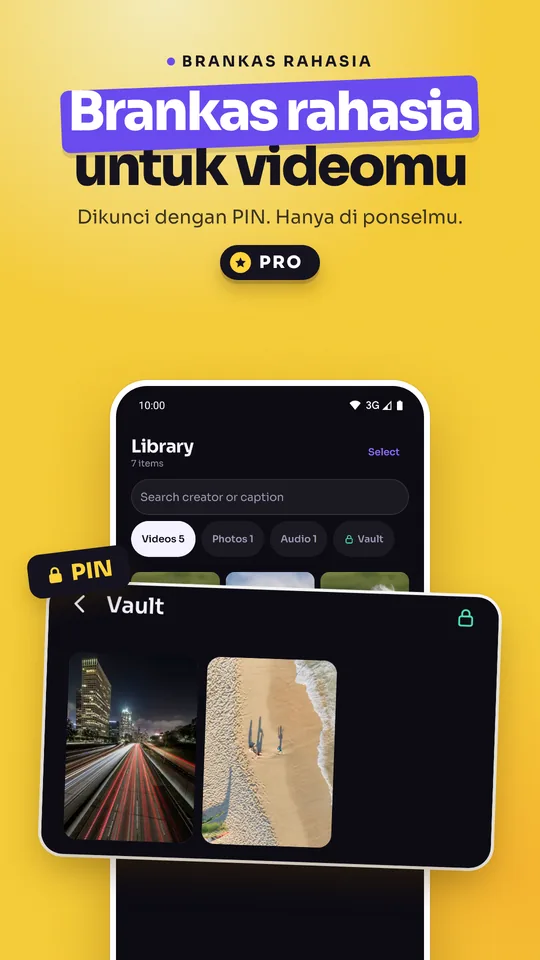 BRANKAS RAHASIA
Brankas rahasia
untuk videomu
Dikunci dengan PIN. Hanya di ponselmu.
PRO
10:00
3G
Library
7 items
Select
Search creator or caption
Videos 5
Photos 1
Audio 1
Vault
PIN
Vault